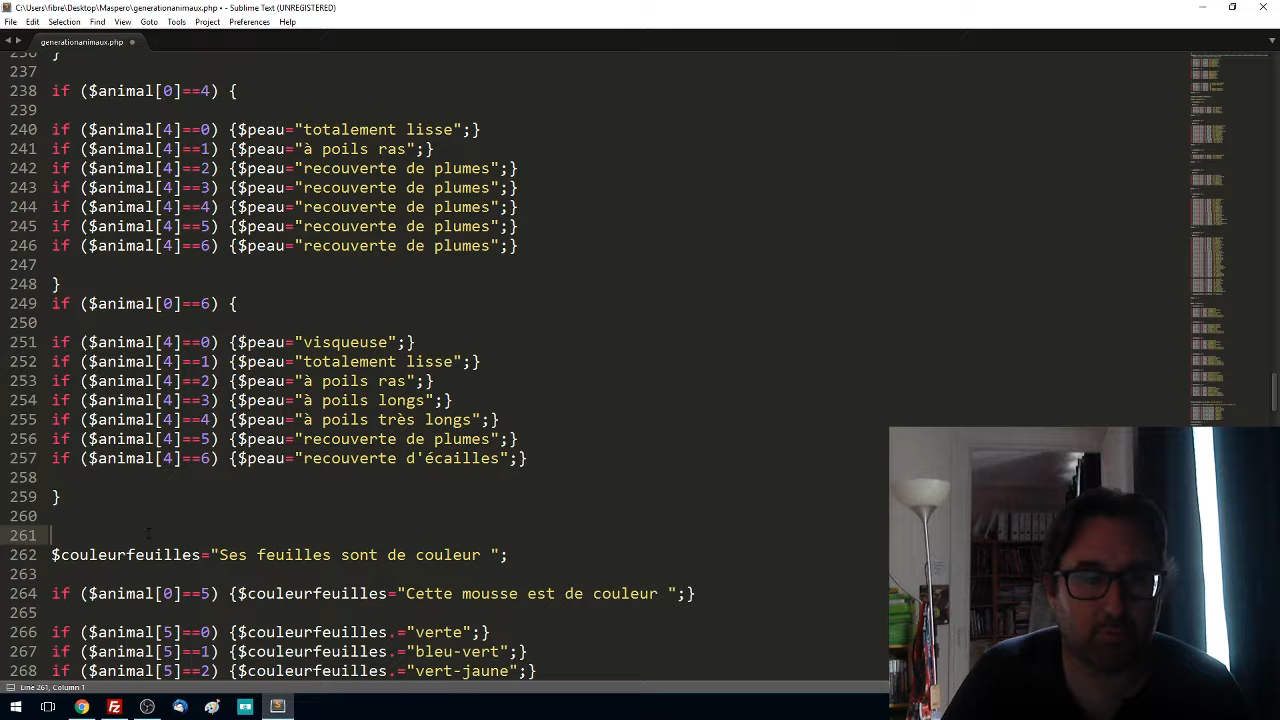 C:\Users\fibre\Desktop\Maspero\generationanimaux.php • - Sublime Text (UNREGISTERED)
File Edit Selection Find View Goto Tools Project Preferences Help
generationanimaux.php
236 }
237
238 if ($animal[0]==4) {
239
240 if ($animal[4]==0) {$peau="totalement lisse";}
241 if ($animal[4]==1) {$peau="à poils ras";}
242 if ($animal[4]==2) {$peau="recouverte de plumes";}
243 if ($animal[4]==3) {$peau="recouverte de plumes";}
244 if ($animal[4]==4) {$peau="recouverte de plumes";}
245 if ($animal[4]==5) {$peau="recouverte de plumes";}
246 if ($animal[4]==6) {$peau="recouverte de plumes";}
247
248 }
249 if ($animal[0]==6) {
250
251 if ($animal[4]==0) {$peau="visqueuse";}
252 if ($animal[4]==1) {$peau="totalement lisse";}
253 if ($animal[4]==2) {$peau="à poils ras";}
254 if ($animal[4]==3) {$peau="à poils longs";}
255 if ($animal[4]==4) {$peau="à poils très longs";}
256 if ($animal[4]==5) {$peau="recouverte de plumes";}
257 if ($animal[4]==6) {$peau="recouverte d'écailles";}
258
259 }
260
261
262 $couleurfeuilles="Ses feuilles sont de couleur ";
263
264 if ($animal[0]==5) {$couleurfeuilles="Cette mousse est de couleur ";}
265
266 if ($animal[5]==0) {$couleurfeuilles.="verte";}
267 if ($animal[5]==1) {$couleurfeuilles.="bleu-vert";}
268 if ($animal[5]==2) {$couleurfeuilles.="vert-jaune";}
Line 261, Column 1